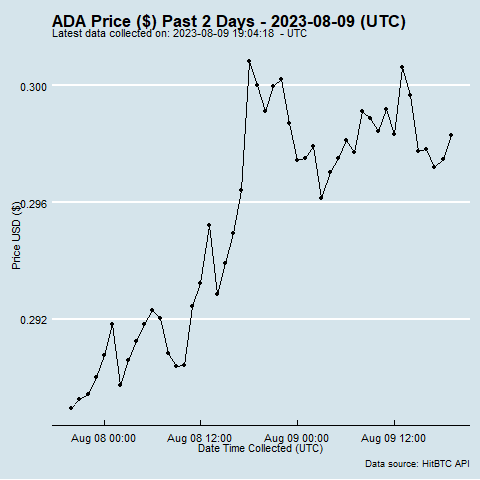 ADA Price ($) Past 2 Days - 2023-08-09 (UTC)
Latest data collected on: 2023-08-09 19:04:18 - UTC
0.300
0.296
0.292
Price USD ($)
Aug 08 00:00 Aug 08 12:00 Aug 09 00:00 Aug 09 12:00
Date Time Collected (UTC)
Data source: HitBTC API